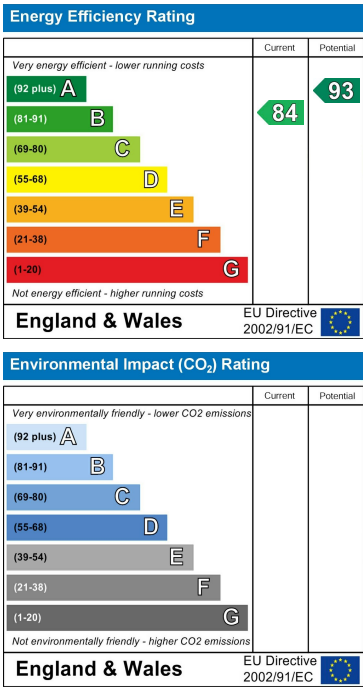 Energy Efficiency Rating
Current Potential
Very energy efficient - lower running costs
(92 plus) A
(81-91) B
(69-80) C
(55-68) D
(39-54) E
(21-38) F
(1-20) G
84
93
Not energy efficient - higher running costs
England & Wales
EU Directive
2002/91/EC
Environmental Impact (CO₂) Rating
Current Potential
Very environmentally friendly - lower CO2 emissions
(92 plus) A
(81-91) B
(69-80) C
(55-68) D
(39-54) E
(21-38) F
(1-20) G
Not environmentally friendly - higher CO2 emissions
England & Wales
EU Directive
2002/91/EC